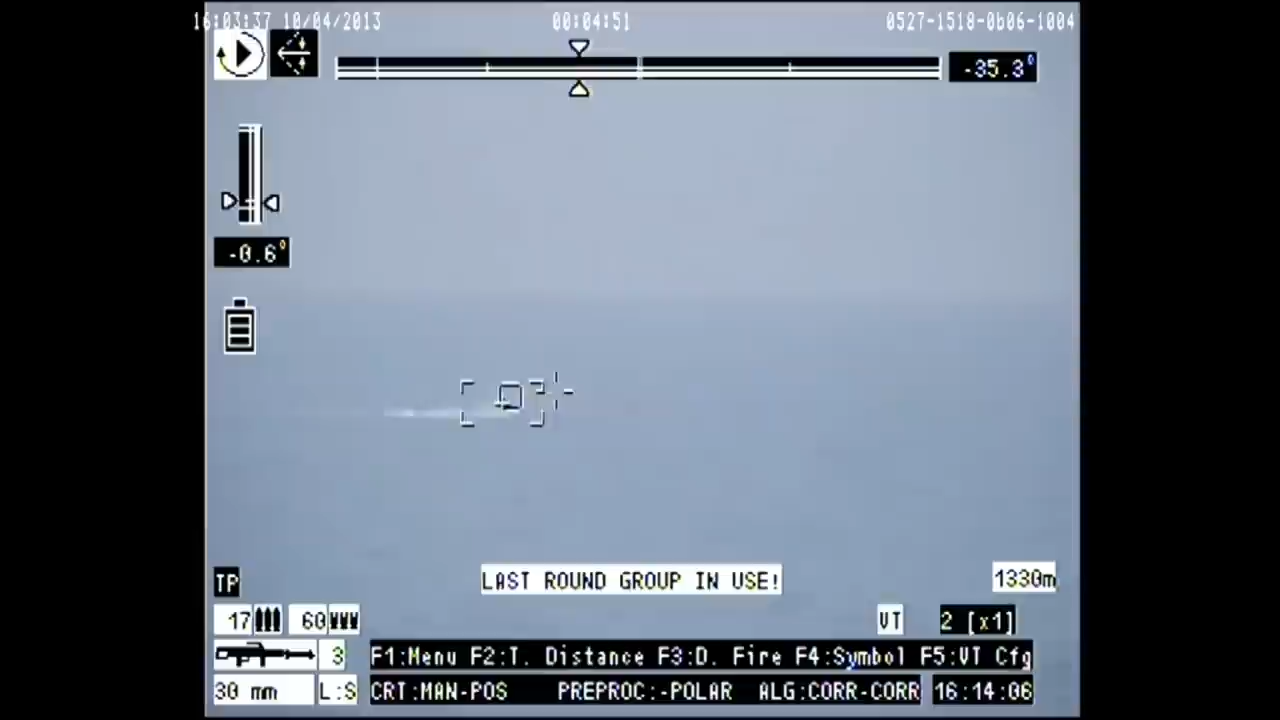 16:03:37 10/04/2013 00:04:51 0527-1518-0b06-1004
-35.3°
-0.6°
TP LAST ROUND GROUP IN USE! 1330m
17 60 VT 2 [x1]
3 F1:Menu F2:T. Distance F3:D. Fire F4:Symbol F5:VT Cfg
30 mm L:S CRT:MAN-POS PREPROC:-POLAR ALG:CORR-CORR 16:14:06